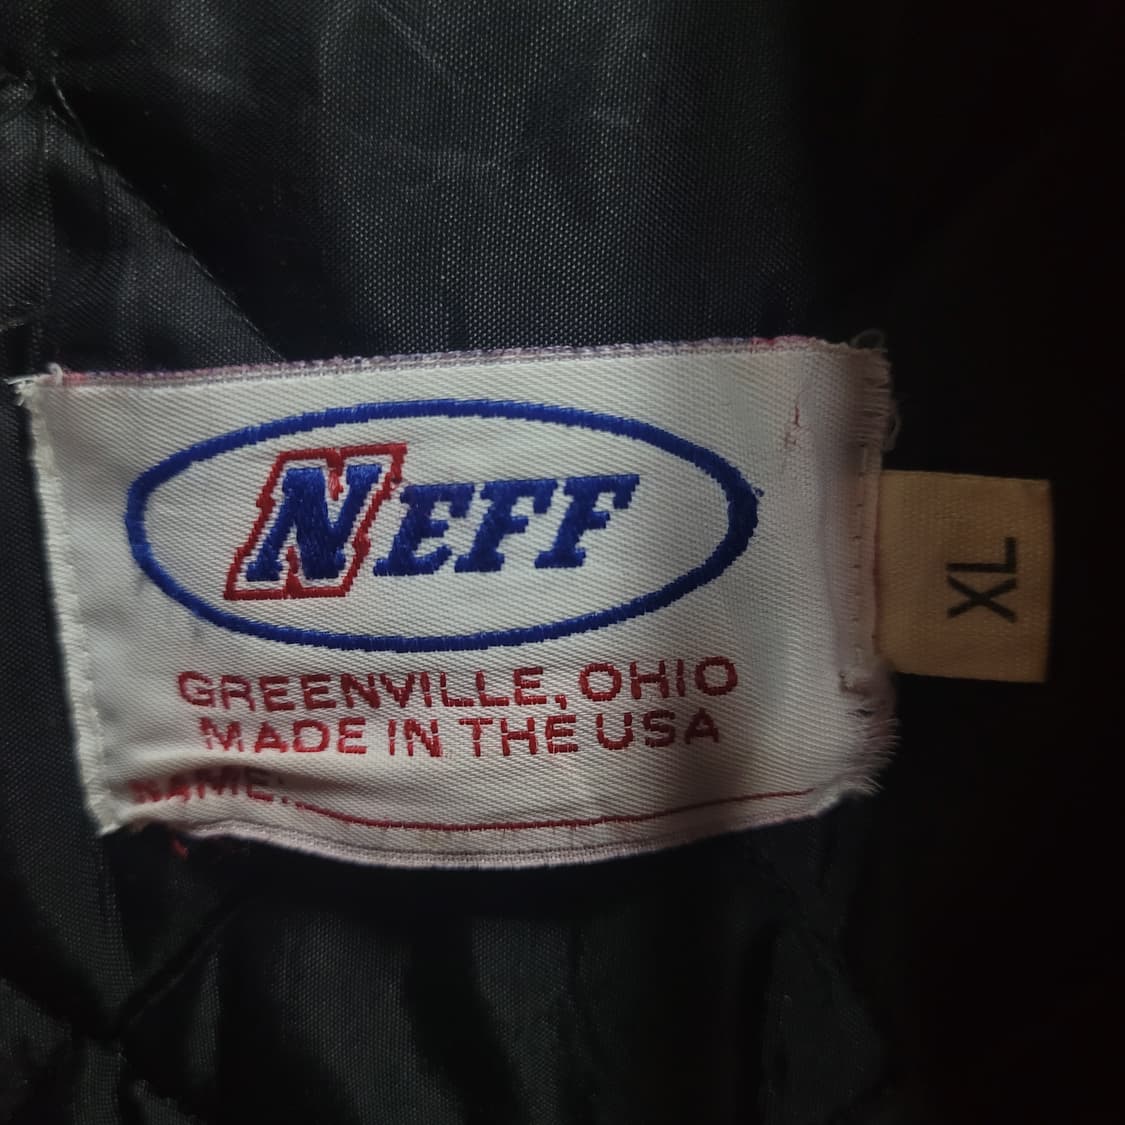 NEFF
GREENVILLE, OHIO
MADE IN THE USA
NAME:
XL